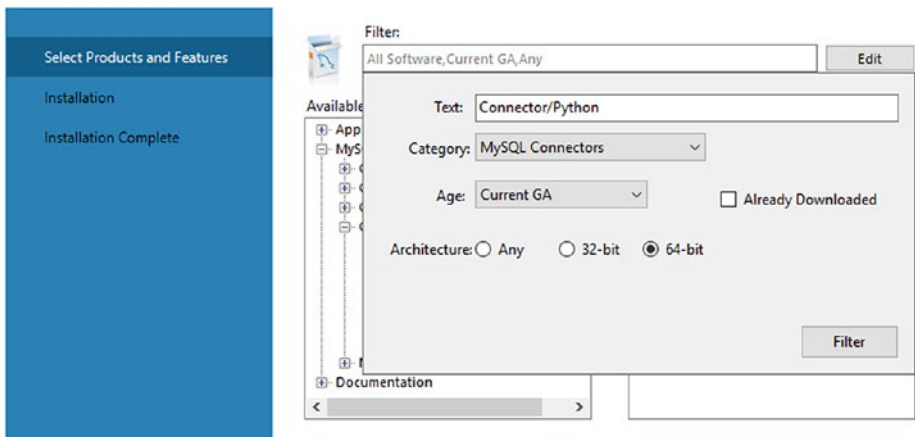 Select Products and Features
Installation
Installation Complete
Filter:
All Software,Current GA,Any
Edit
Available
App
MyS
Text: Connector/Python
Category: MySQL Connectors
Age: Current GA
Already Downloaded
Architecture: Any 32-bit 64-bit
Filter
Documentation